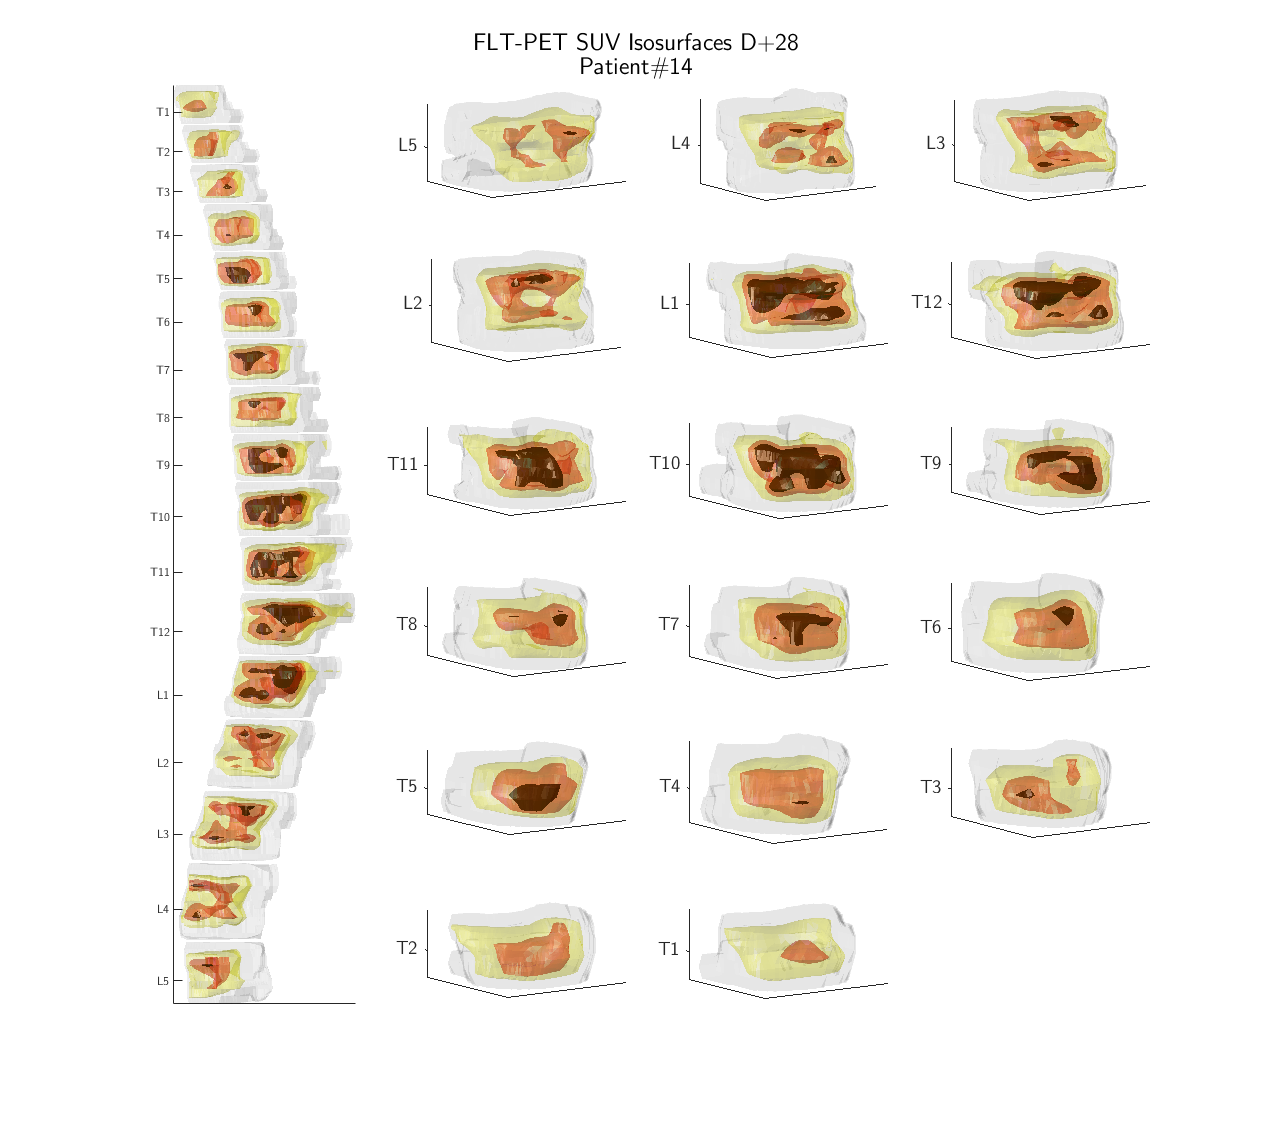 FLT-PET SUV Isosurfaces D+28
Patient#14
T1
T2
T3
T4
T5
T6
T7
T8
T9
T10
T11
T12
L1
L2
L3
L4
L5
L5 L4 L3
L2 L1 T12
T11 T10 T9
T8 T7 T6
T5 T4 T3
T2 T1